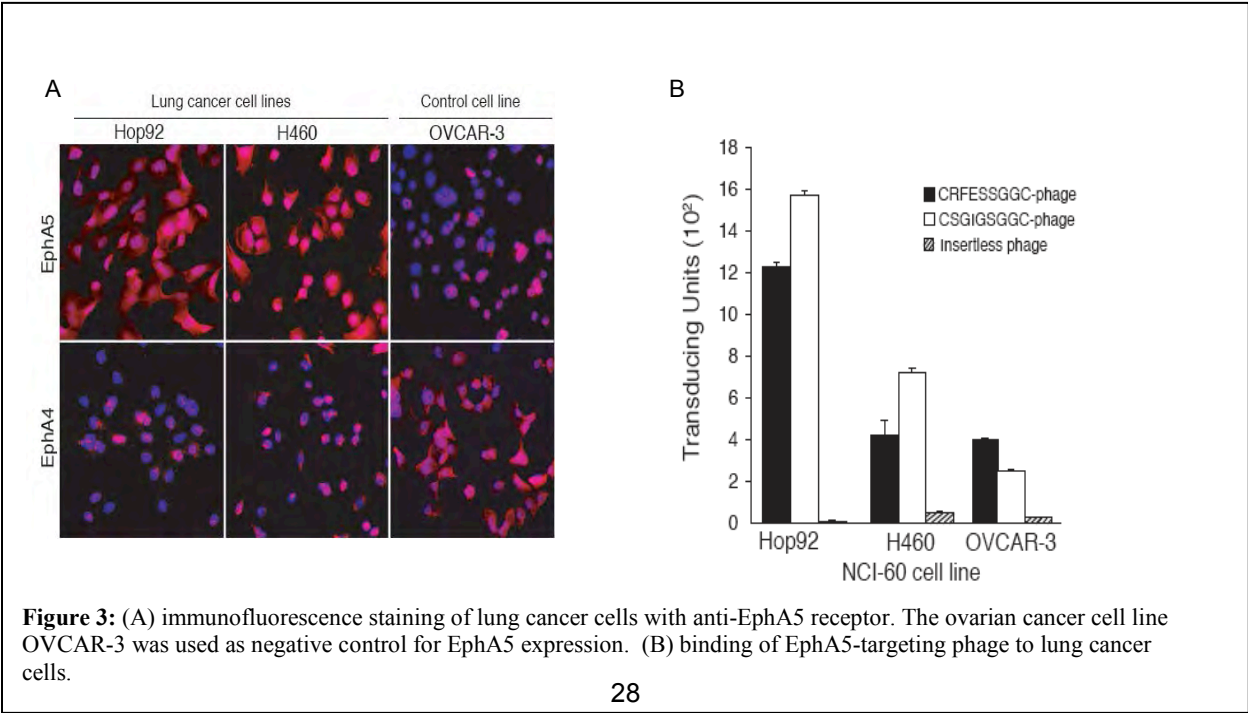 A
Lung cancer cell lines
Control cell line
Hop92
H460
OVCAR-3
EphA5
EphA4
B
18
16
14
12
10
8
6
4
2
0
Transducing Units (10²)
CRFESSGGC-phage
CSGIGSGGC-phage
Insertless phage
Hop92
H460
OVCAR-3
NCI-60 cell line
Figure 3: (A) immunofluorescence staining of lung cancer cells with anti-EphA5 receptor. The ovarian cancer cell line
OVCAR-3 was used as negative control for EphA5 expression. (B) binding of EphA5-targeting phage to lung cancer
cells.
28